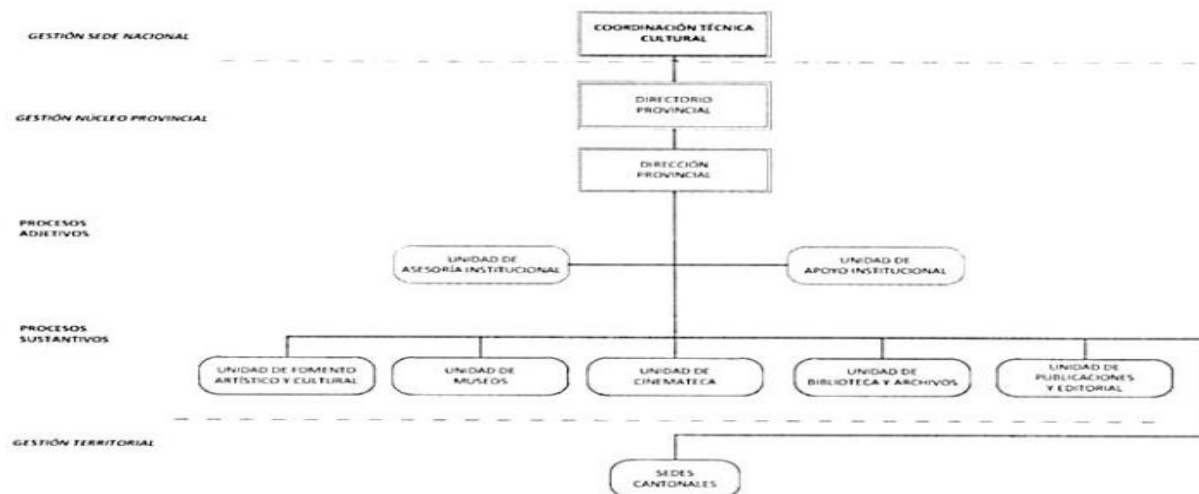 GESTIÓN SEDE NACIONAL
COORDINACIÓN TÉCNICA
CULTURAL
GESTIÓN NÚCLEO PROVINCIAL
DIRECTORIO
PROVINCIAL
DIRECCIÓN
PROVINCIAL
PROCESOS
ADJETIVOS
UNIDAD DE
ASESORÍA INSTITUCIONAL
UNIDAD DE
APOYO INSTITUCIONAL
PROCESOS
SUSTANTIVOS
UNIDAD DE FOMENTO
ARTÍSTICO Y CULTURAL
UNIDAD DE
MUSEOS
UNIDAD DE
CINEMATECA
UNIDAD DE
BIBLIOTECA Y ARCHIVOS
UNIDAD DE
PUBLICACIONES
Y EDITORIAL
GESTIÓN TERRITORIAL
SEDES
CANTONALES